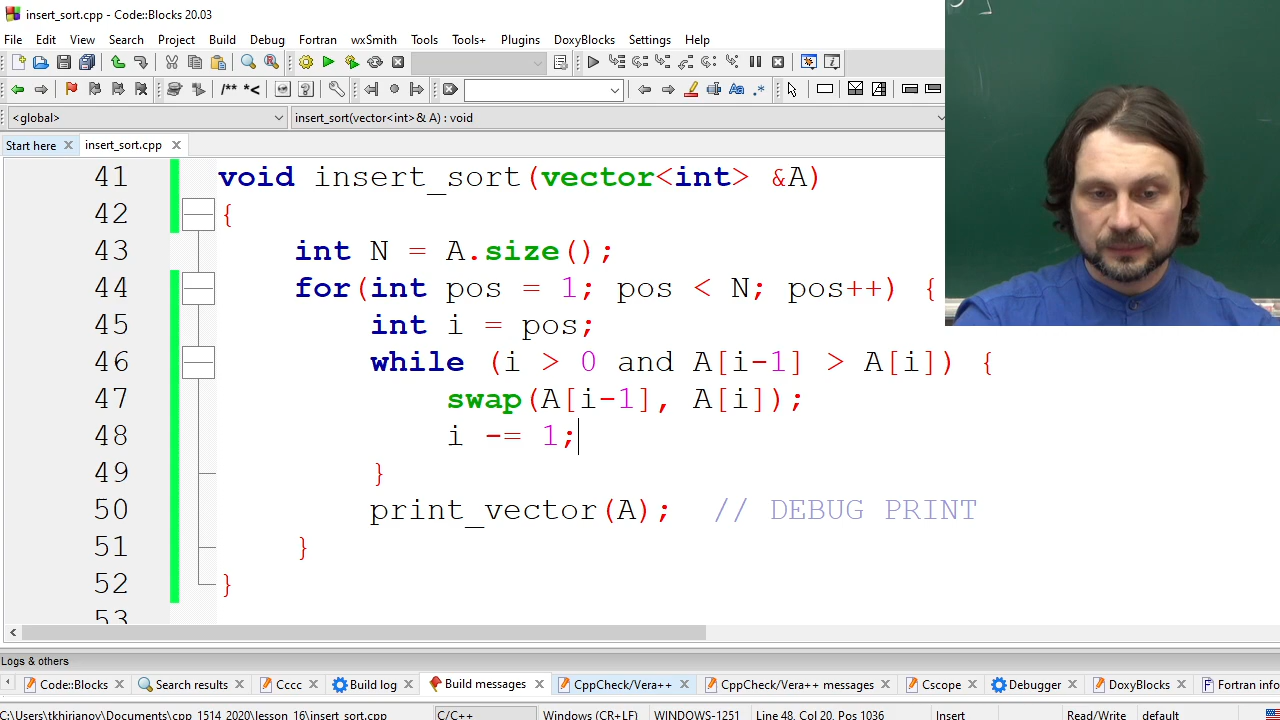 insert_sort.cpp - Code::Blocks 20.03
File Edit View Search Project Build Debug Fortran wxSmith Tools Tools+ Plugins DoxyBlocks Settings Help
/** *<
<global> insert_sort(vector<int>& A) : void
Start here insert_sort.cpp
41 void insert_sort(vector<int> &A)
42 {
43 int N = A.size();
44 for(int pos = 1; pos < N; pos++) {
45 int i = pos;
46 while (i > 0 and A[i-1] > A[i]) {
47 swap(A[i-1], A[i]);
48 i -= 1;
49 }
50 print_vector(A); // DEBUG PRINT
51 }
52 }
53
Logs & others
Code::Blocks Search results Cccc Build log Build messages CppCheck/Vera++ CppCheck/Vera++ messages Cscope Debugger DoxyBlocks Fortran info
C:\Users\tkhirianov\Documents\cpp_1514_2020\lesson_16\insert_sort.cpp C/C++ Windows (CR+LF) WINDOWS-1251 Line 48, Col 20, Pos 1036 Insert Read/Write default